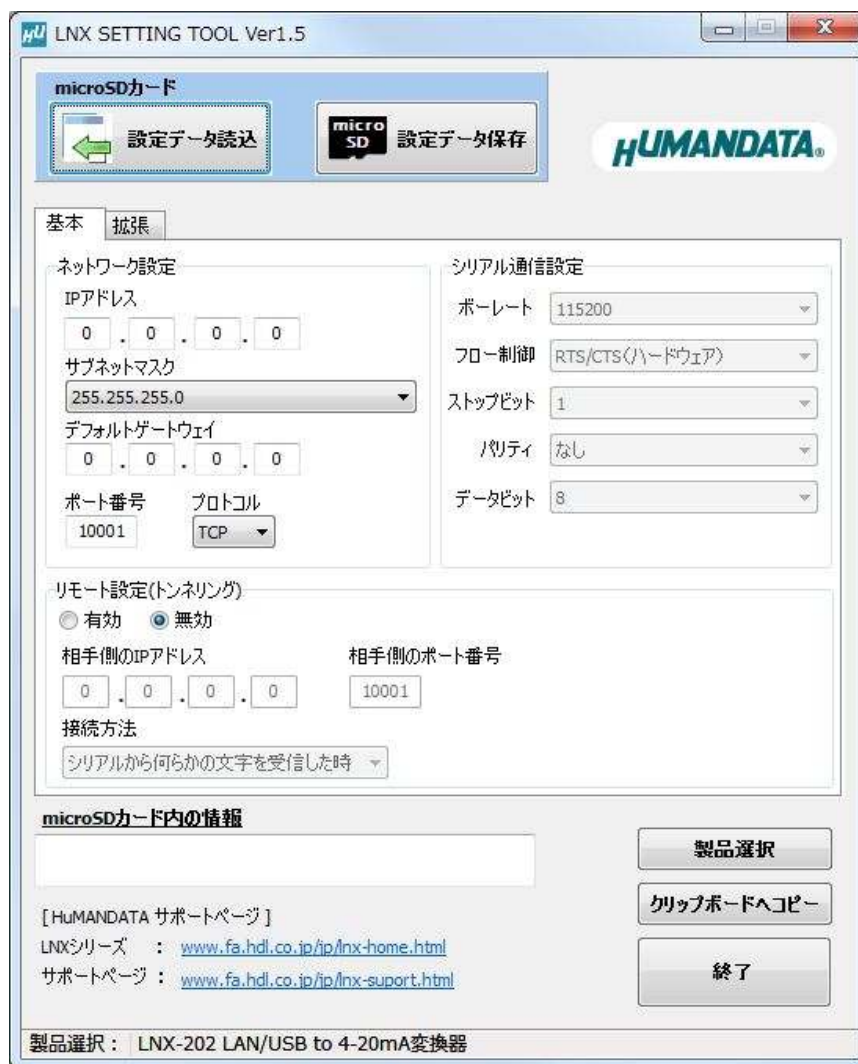 HU LNX SETTING TOOL Ver1.5
microSDカード
設定データ読込
micro
SD
設定データ保存
HUMANDATA®
基本
拡張
ネットワーク設定
IPアドレス
0 . 0 . 0 . 0
サブネットマスク
255.255.255.0
デフォルトゲートウェイ
0 . 0 . 0 . 0
ポート番号 プロトコル
10001 TCP
シリアル通信設定
ボーレート 115200
フロー制御 RTS/CTS(ハードウェア)
ストップビット 1
パリティ なし
データビット 8
リモート設定(トンネリング)
有効 無効
相手側のIPアドレス 相手側のポート番号
0 . 0 . 0 . 0 10001
接続方法
シリアルから何らかの文字を受信した時
microSDカード内の情報
製品選択
クリップボードへコピー
終了
[ HuMANDATA サポートページ ]
LNXシリーズ : www.fa.hdl.co.jp/jp/lnx-home.html
サポートページ : www.fa.hdl.co.jp/jp/lnx-suport.html
製品選択： LNX-202 LAN/USB to 4-20mA変換器